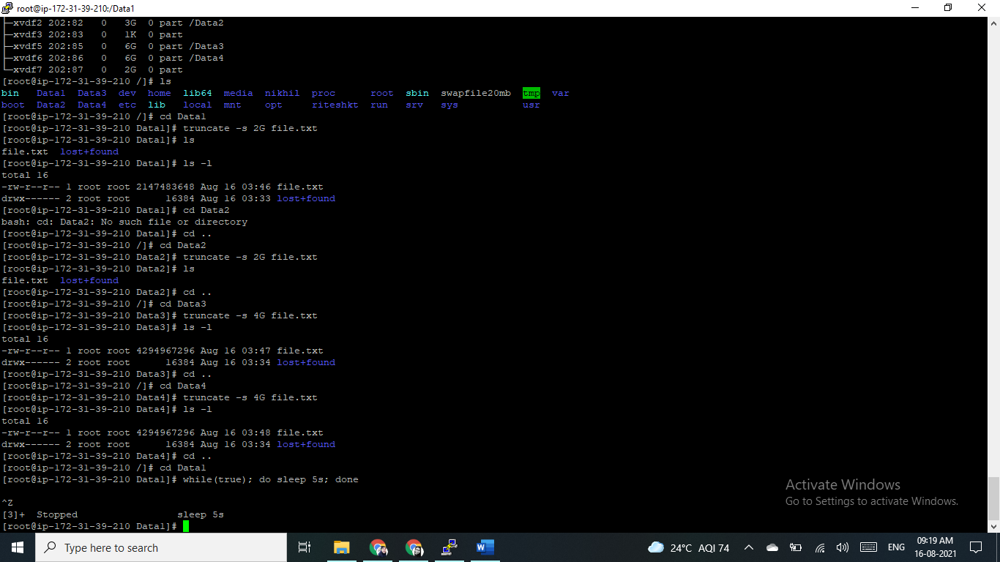 root@ip-172-31-39-210:/Data1
├─xvdf2 202:82   0   3G  0 part /Data2
├─xvdf3 202:83   0   1K  0 part
├─xvdf5 202:85   0   6G  0 part /Data3
├─xvdf6 202:86   0   6G  0 part /Data4
└─xvdf7 202:87   0   2G  0 part
[root@ip-172-31-39-210 /]# ls
bin   Data1  Data3  dev  home  lib64  media  nikhil  proc      root  sbin  swapfile20mb  tmp  var
boot  Data2  Data4  etc  lib   local  mnt    opt     riteshkt  run   srv   sys           usr
[root@ip-172-31-39-210 /]# cd Data1
[root@ip-172-31-39-210 Data1]# truncate -s 2G file.txt
[root@ip-172-31-39-210 Data1]# ls
file.txt  lost+found
[root@ip-172-31-39-210 Data1]# ls -l
total 16
-rw-r--r-- 1 root root 2147483648 Aug 16 03:46 file.txt
drwx------ 2 root root      16384 Aug 16 03:33 lost+found
[root@ip-172-31-39-210 Data1]# cd Data2
bash: cd: Data2: No such file or directory
[root@ip-172-31-39-210 Data1]# cd ..
[root@ip-172-31-39-210 /]# cd Data2
[root@ip-172-31-39-210 Data2]# truncate -s 2G file.txt
[root@ip-172-31-39-210 Data2]# ls
file.txt  lost+found
[root@ip-172-31-39-210 Data2]# cd ..
[root@ip-172-31-39-210 /]# cd Data3
[root@ip-172-31-39-210 Data3]# truncate -s 4G file.txt
[root@ip-172-31-39-210 Data3]# ls -l
total 16
-rw-r--r-- 1 root root 4294967296 Aug 16 03:47 file.txt
drwx------ 2 root root      16384 Aug 16 03:34 lost+found
[root@ip-172-31-39-210 Data3]# cd ..
[root@ip-172-31-39-210 /]# cd Data4
[root@ip-172-31-39-210 Data4]# truncate -s 4G file.txt
[root@ip-172-31-39-210 Data4]# ls -l
total 16
-rw-r--r-- 1 root root 4294967296 Aug 16 03:48 file.txt
drwx------ 2 root root      16384 Aug 16 03:34 lost+found
[root@ip-172-31-39-210 Data4]# cd ..
[root@ip-172-31-39-210 /]# cd Data1
[root@ip-172-31-39-210 Data1]# while(true); do sleep 5s; done
^Z
[3]+  Stopped                 sleep 5s
[root@ip-172-31-39-210 Data1]#
Activate Windows
Go to Settings to activate Windows.
Type here to search
W
24°C AQI 74
ENG
09:19 AM
16-08-2021